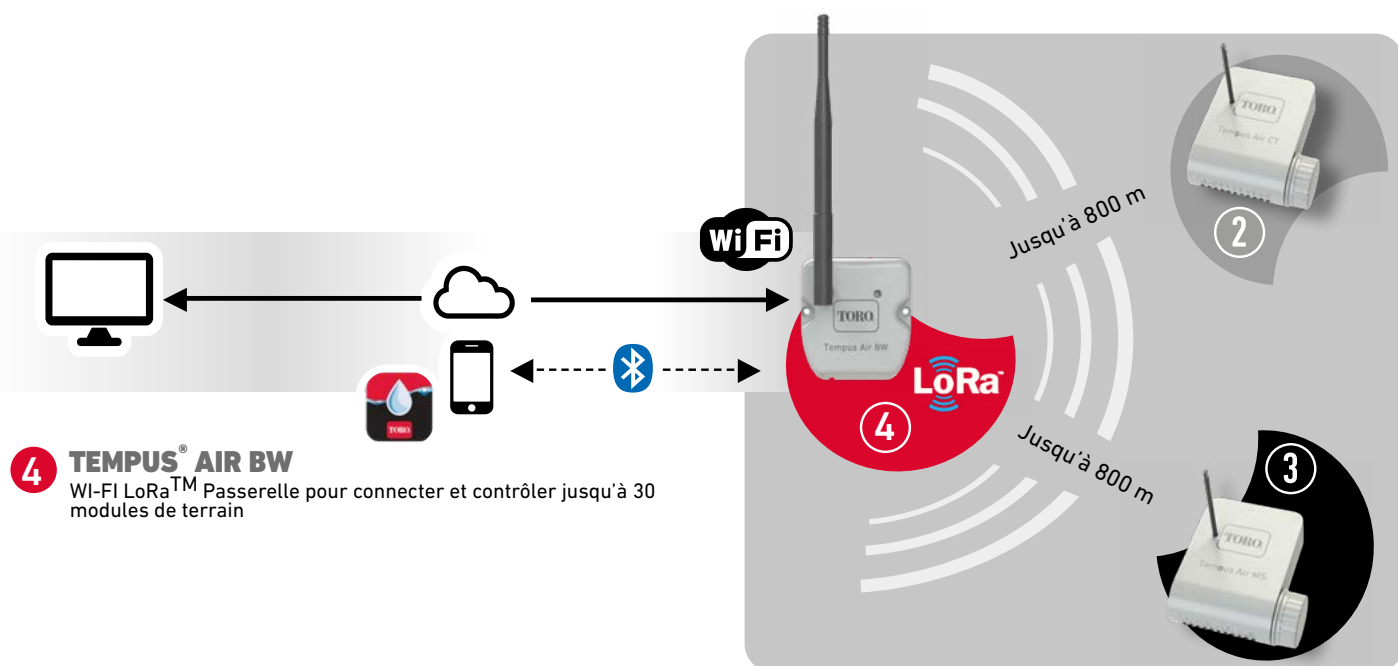 TORO
Tempus Air CT
Jusqu'à 800 m
2
WiFi
TORO
Tempus Air BW
LoRa™
4
TORO
4 TEMPUS® AIR BW
WI-FI LoRa™ Passerelle pour connecter et contrôler jusqu'à 30
modules de terrain
Jusqu'à 800 m
3
TORO
Tempus Air MS